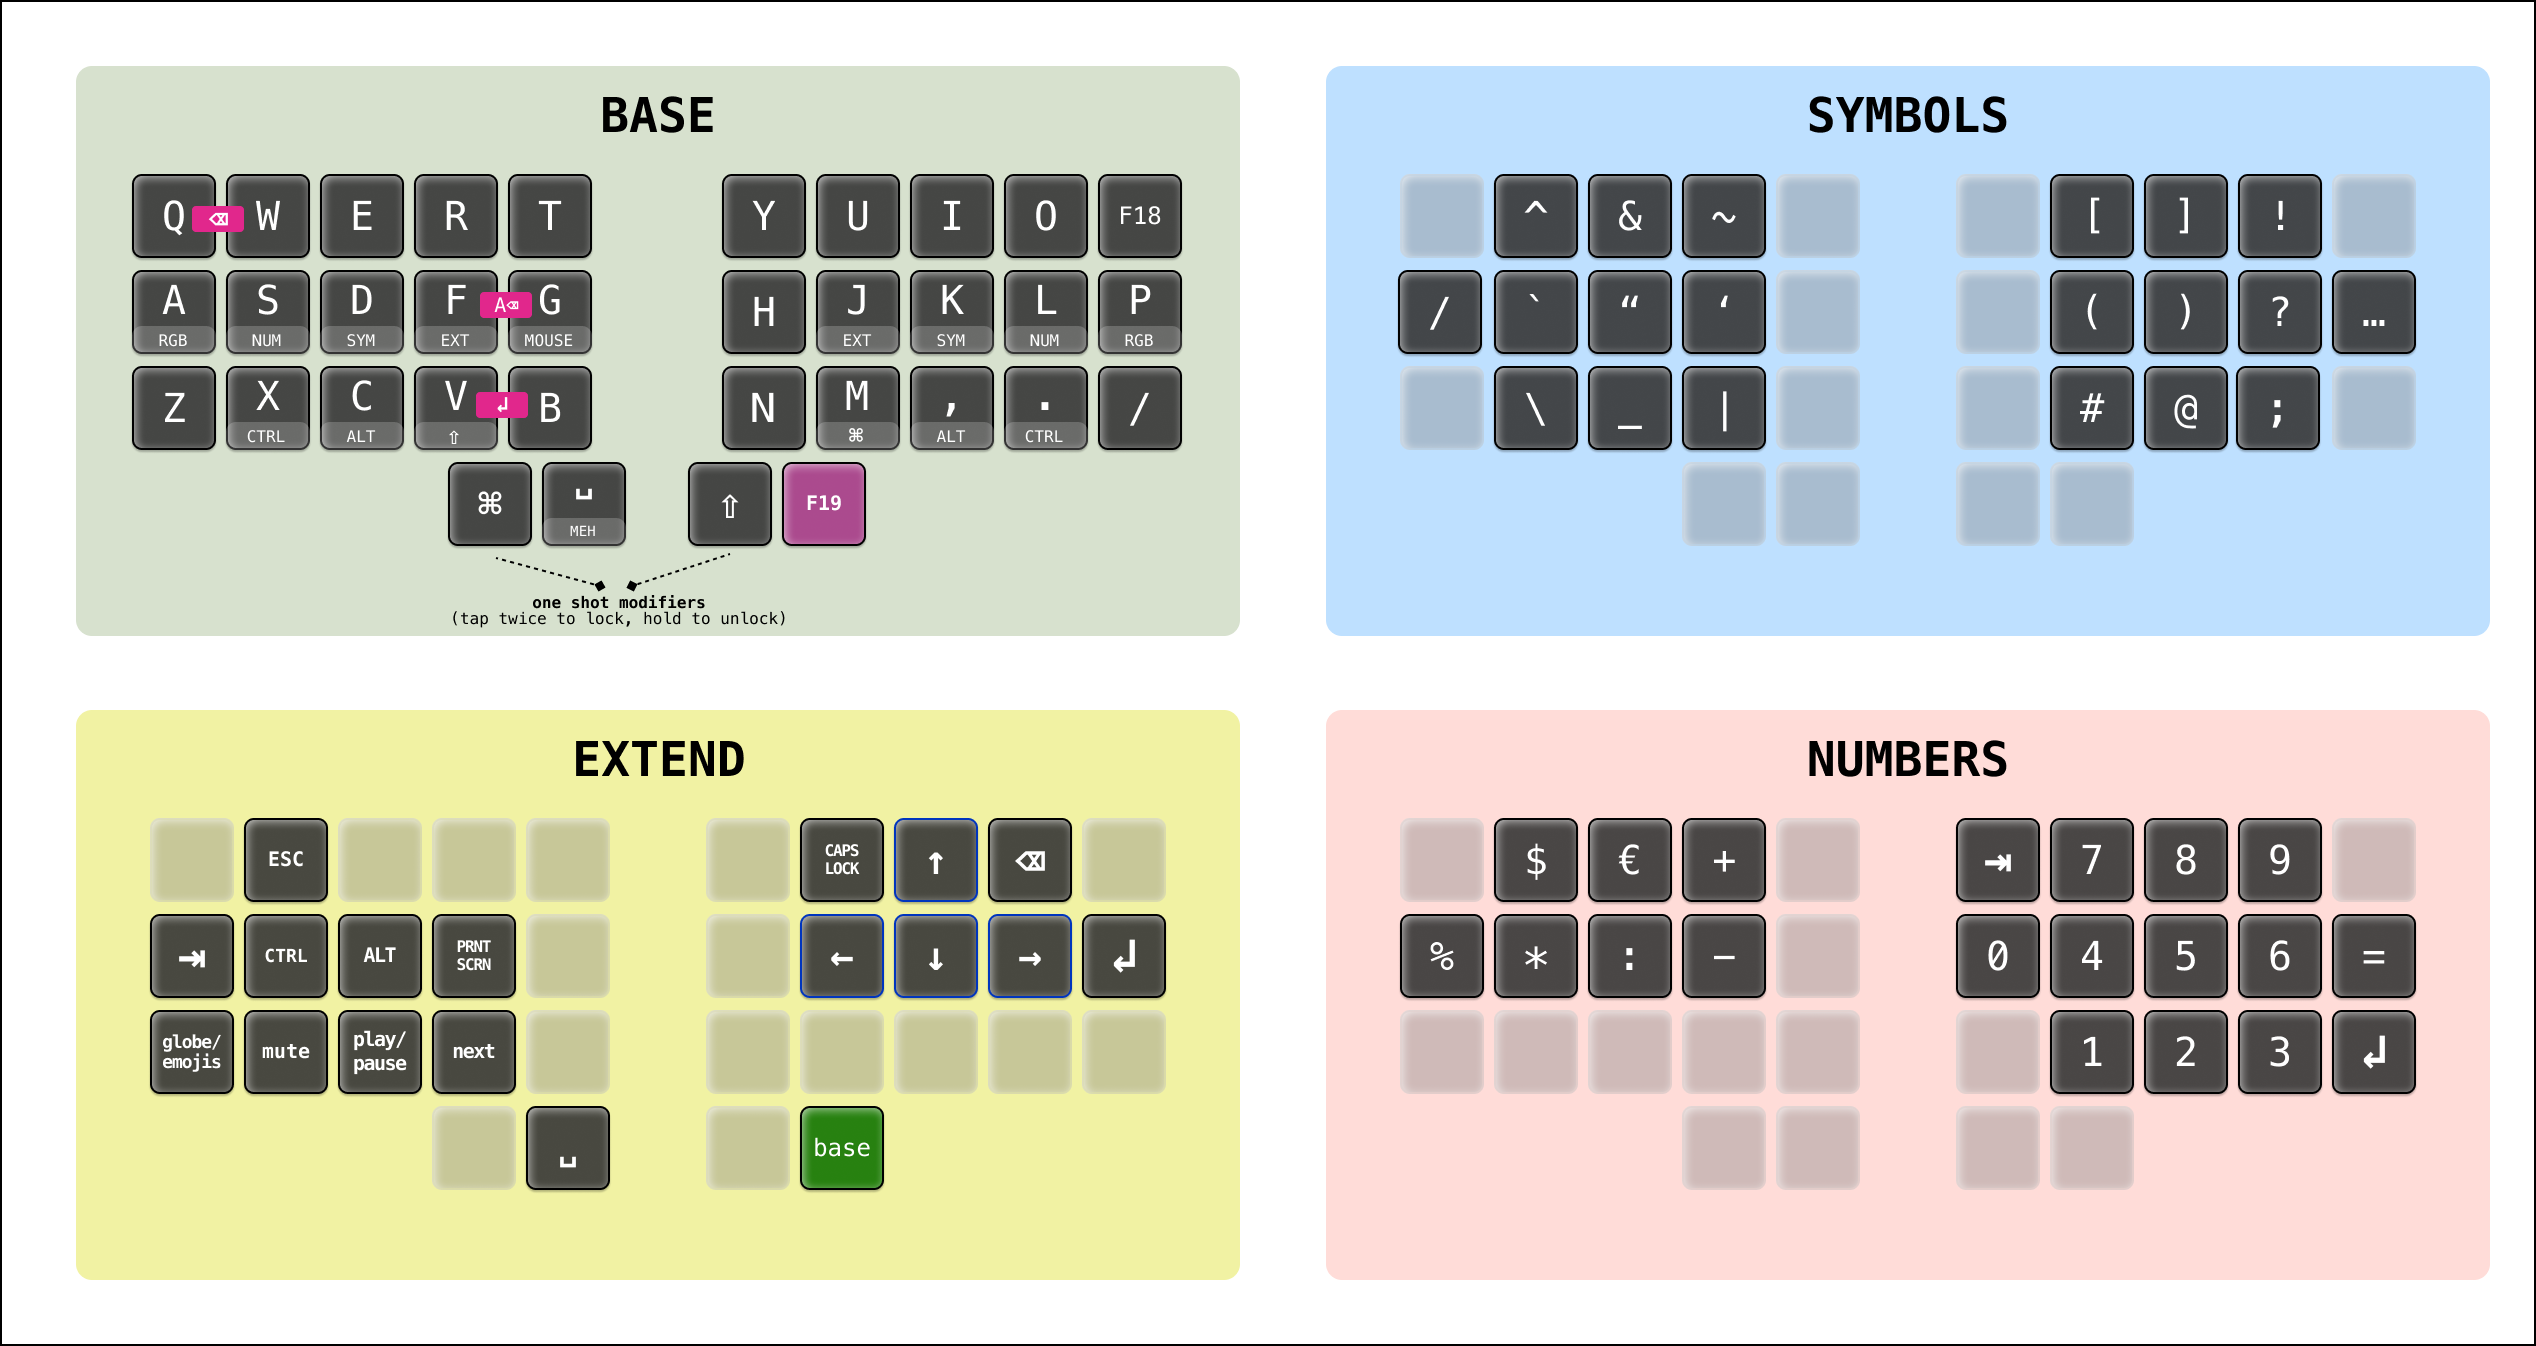 BASE
Q ⌫ W E R T Y U I O F18
A S D F A⌫ G H J K L P
RGB NUM SYM EXT MOUSE EXT SYM NUM RGB
Z X C V ↲ B N M , . /
CTRL ALT ⇧ ⌘ ALT CTRL
⌘ ␣ ⇧ F19
MEH
one shot modifiers
(tap twice to lock, hold to unlock)
SYMBOLS
^ & ~ [ ] !
/ ` “ ‘ ( ) ? …
\ _ | # @ ;
EXTEND
ESC CAPS LOCK ↑ ⌫
⇥ CTRL ALT PRNT SCRN ← ↓ → ↲
globe/ emojis mute play/ pause next
␣ base
NUMBERS
$ € + ⇥ 7 8 9
% * : − 0 4 5 6 =
1 2 3 ↲